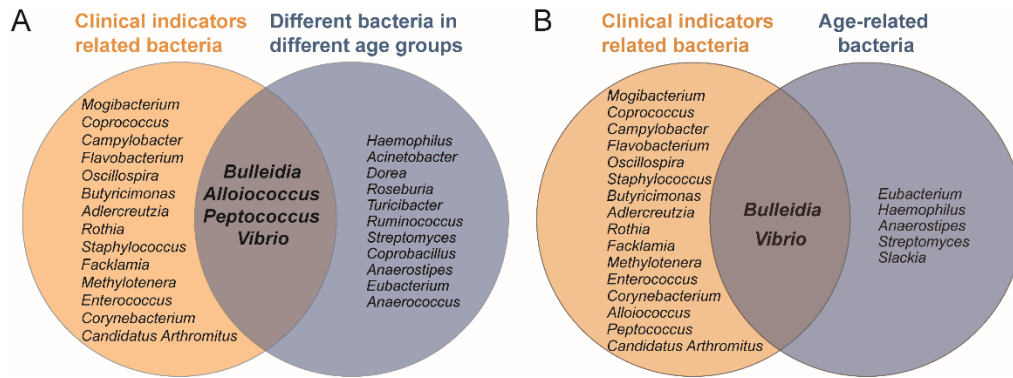 A
Clinical indicators
related bacteria
Different bacteria in
different age groups
Mogibacterium
Coprococcus
Campylobacter
Flavobacterium
Oscillospira
Butyricimonas
Adlercreutzia
Rothia
Staphylococcus
Facklamia
Methylotenera
Enterococcus
Corynebacterium
Candidatus Arthromitus
Bulleidia
Alloiococcus
Peptococcus
Vibrio
Haemophilus
Acinetobacter
Dorea
Roseburia
Turicibacter
Ruminococcus
Streptomyces
Coprobacillus
Anaerostipes
Eubacterium
Anaerococcus
B
Clinical indicators
related bacteria
Age-related
bacteria
Mogibacterium
Coprococcus
Campylobacter
Flavobacterium
Oscillospira
Staphylococcus
Butyricimonas
Adlercreutzia
Rothia
Facklamia
Methylotenera
Enterococcus
Corynebacterium
Alloiococcus
Peptococcus
Candidatus Arthromitus
Bulleidia
Vibrio
Eubacterium
Haemophilus
Anaerostipes
Streptomyces
Slackia